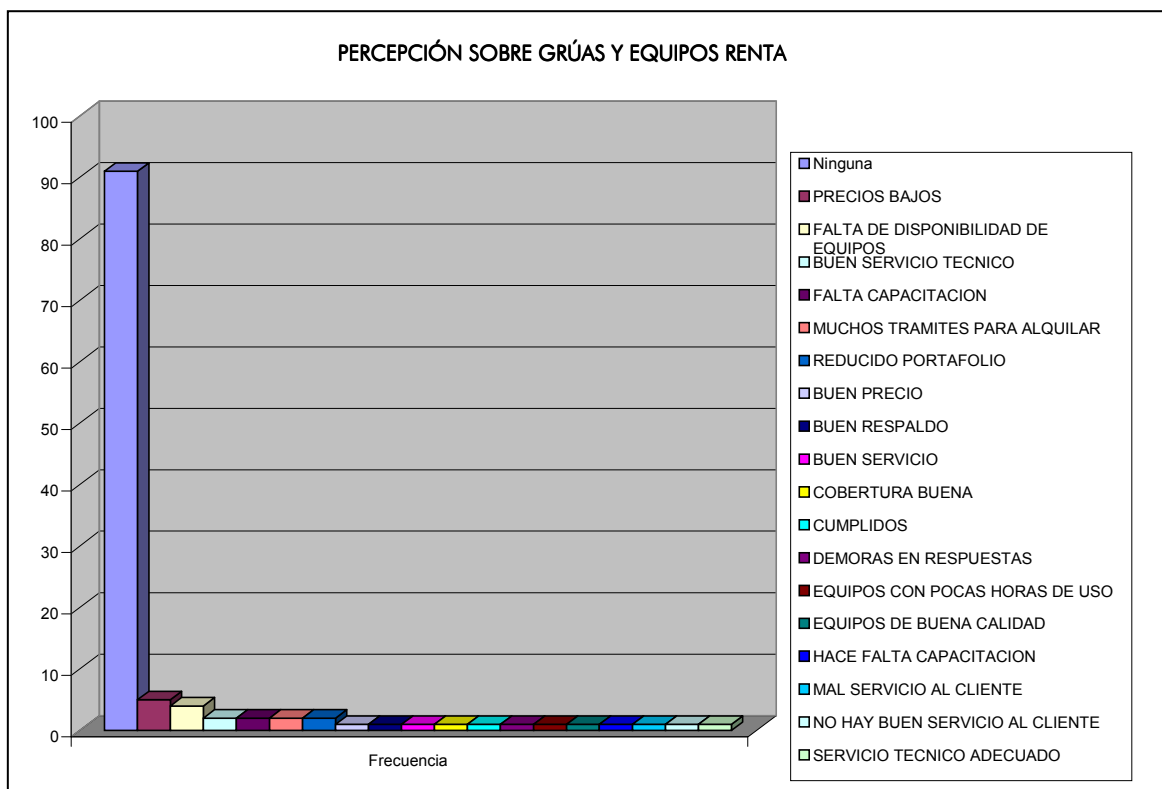 PERCEPCIÓN SOBRE GRÚAS Y EQUIPOS RENTA
100
90
80
70
60
50
40
30
20
10
0
Frecuencia
Ninguna
PRECIOS BAJOS
FALTA DE DISPONIBILIDAD DE
EQUIPOS
BUEN SERVICIO TECNICO
FALTA CAPACITACION
MUCHOS TRAMITES PARA ALQUILAR
REDUCIDO PORTAFOLIO
BUEN PRECIO
BUEN RESPALDO
BUEN SERVICIO
COBERTURA BUENA
CUMPLIDOS
DEMORAS EN RESPUESTAS
EQUIPOS CON POCAS HORAS DE USO
EQUIPOS DE BUENA CALIDAD
HACE FALTA CAPACITACION
MAL SERVICIO AL CLIENTE
NO HAY BUEN SERVICIO AL CLIENTE
SERVICIO TECNICO ADECUADO